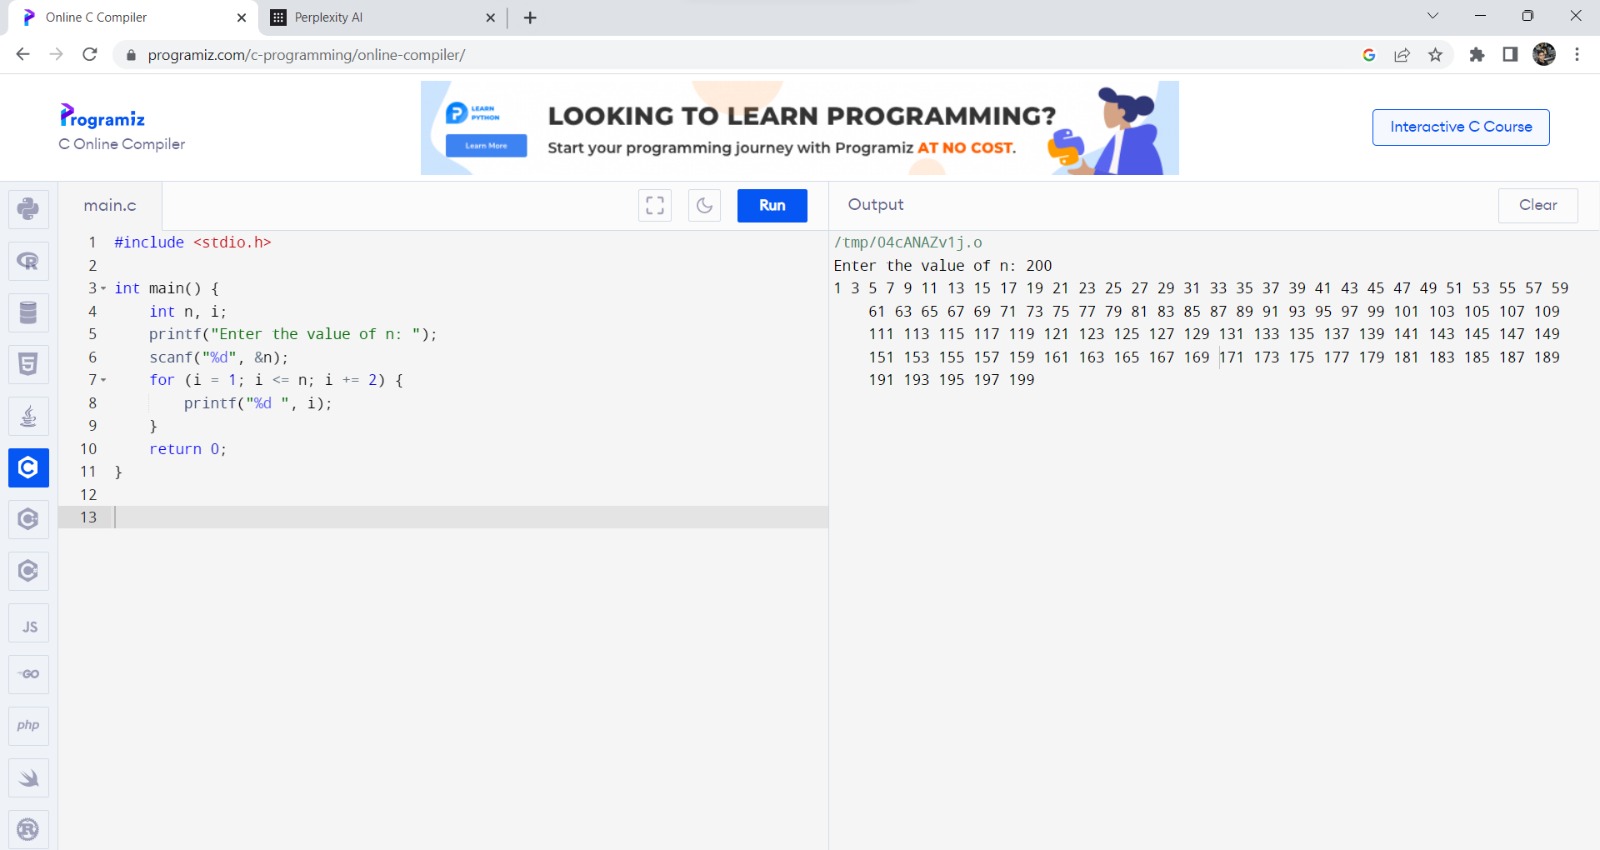 Online C Compiler
Perplexity AI
programiz.com/c-programming/online-compiler/
Programiz
C Online Compiler
LEARN
PYTHON
Learn More
LOOKING TO LEARN PROGRAMMING?
Start your programming journey with Programiz AT NO COST.
Interactive C Course
main.c
Run
Output
Clear
1 #include <stdio.h>
2
3 int main() {
4 int n, i;
5 printf("Enter the value of n: ");
6 scanf("%d", &n);
7 for (i = 1; i <= n; i += 2) {
8 printf("%d ", i);
9 }
10 return 0;
11 }
12
13
/tmp/O4cANAZv1j.o
Enter the value of n: 200
1 3 5 7 9 11 13 15 17 19 21 23 25 27 29 31 33 35 37 39 41 43 45 47 49 51 53 55 57 59
61 63 65 67 69 71 73 75 77 79 81 83 85 87 89 91 93 95 97 99 101 103 105 107 109
111 113 115 117 119 121 123 125 127 129 131 133 135 137 139 141 143 145 147 149
151 153 155 157 159 161 163 165 167 169 171 173 175 177 179 181 183 185 187 189
191 193 195 197 199
JS
GO
php